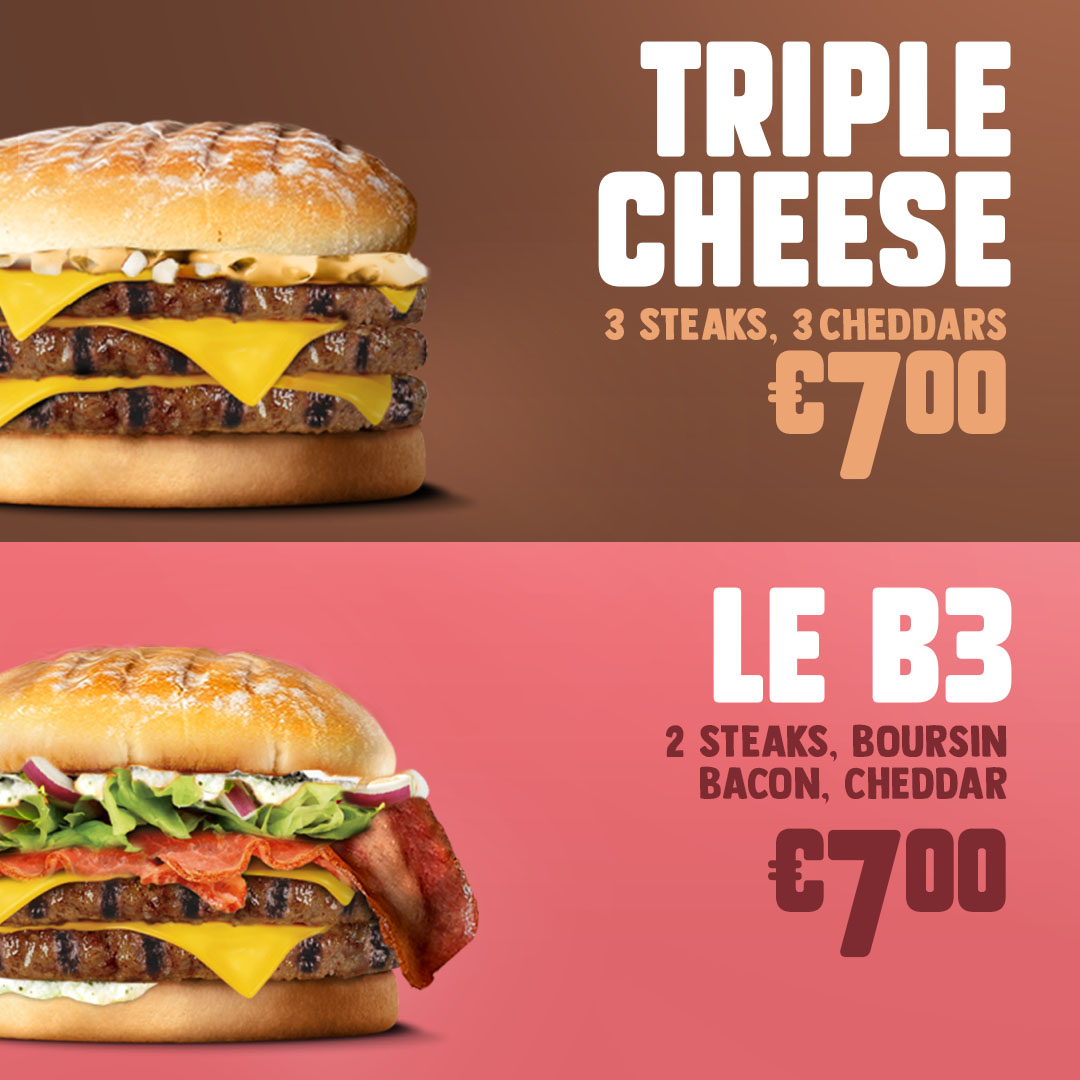 TRIPLE
CHEESE
3 STEAKS, 3 CHEDDARS
€700
LE B3
2 STEAKS, BOURSIN
BACON, CHEDDAR
€700